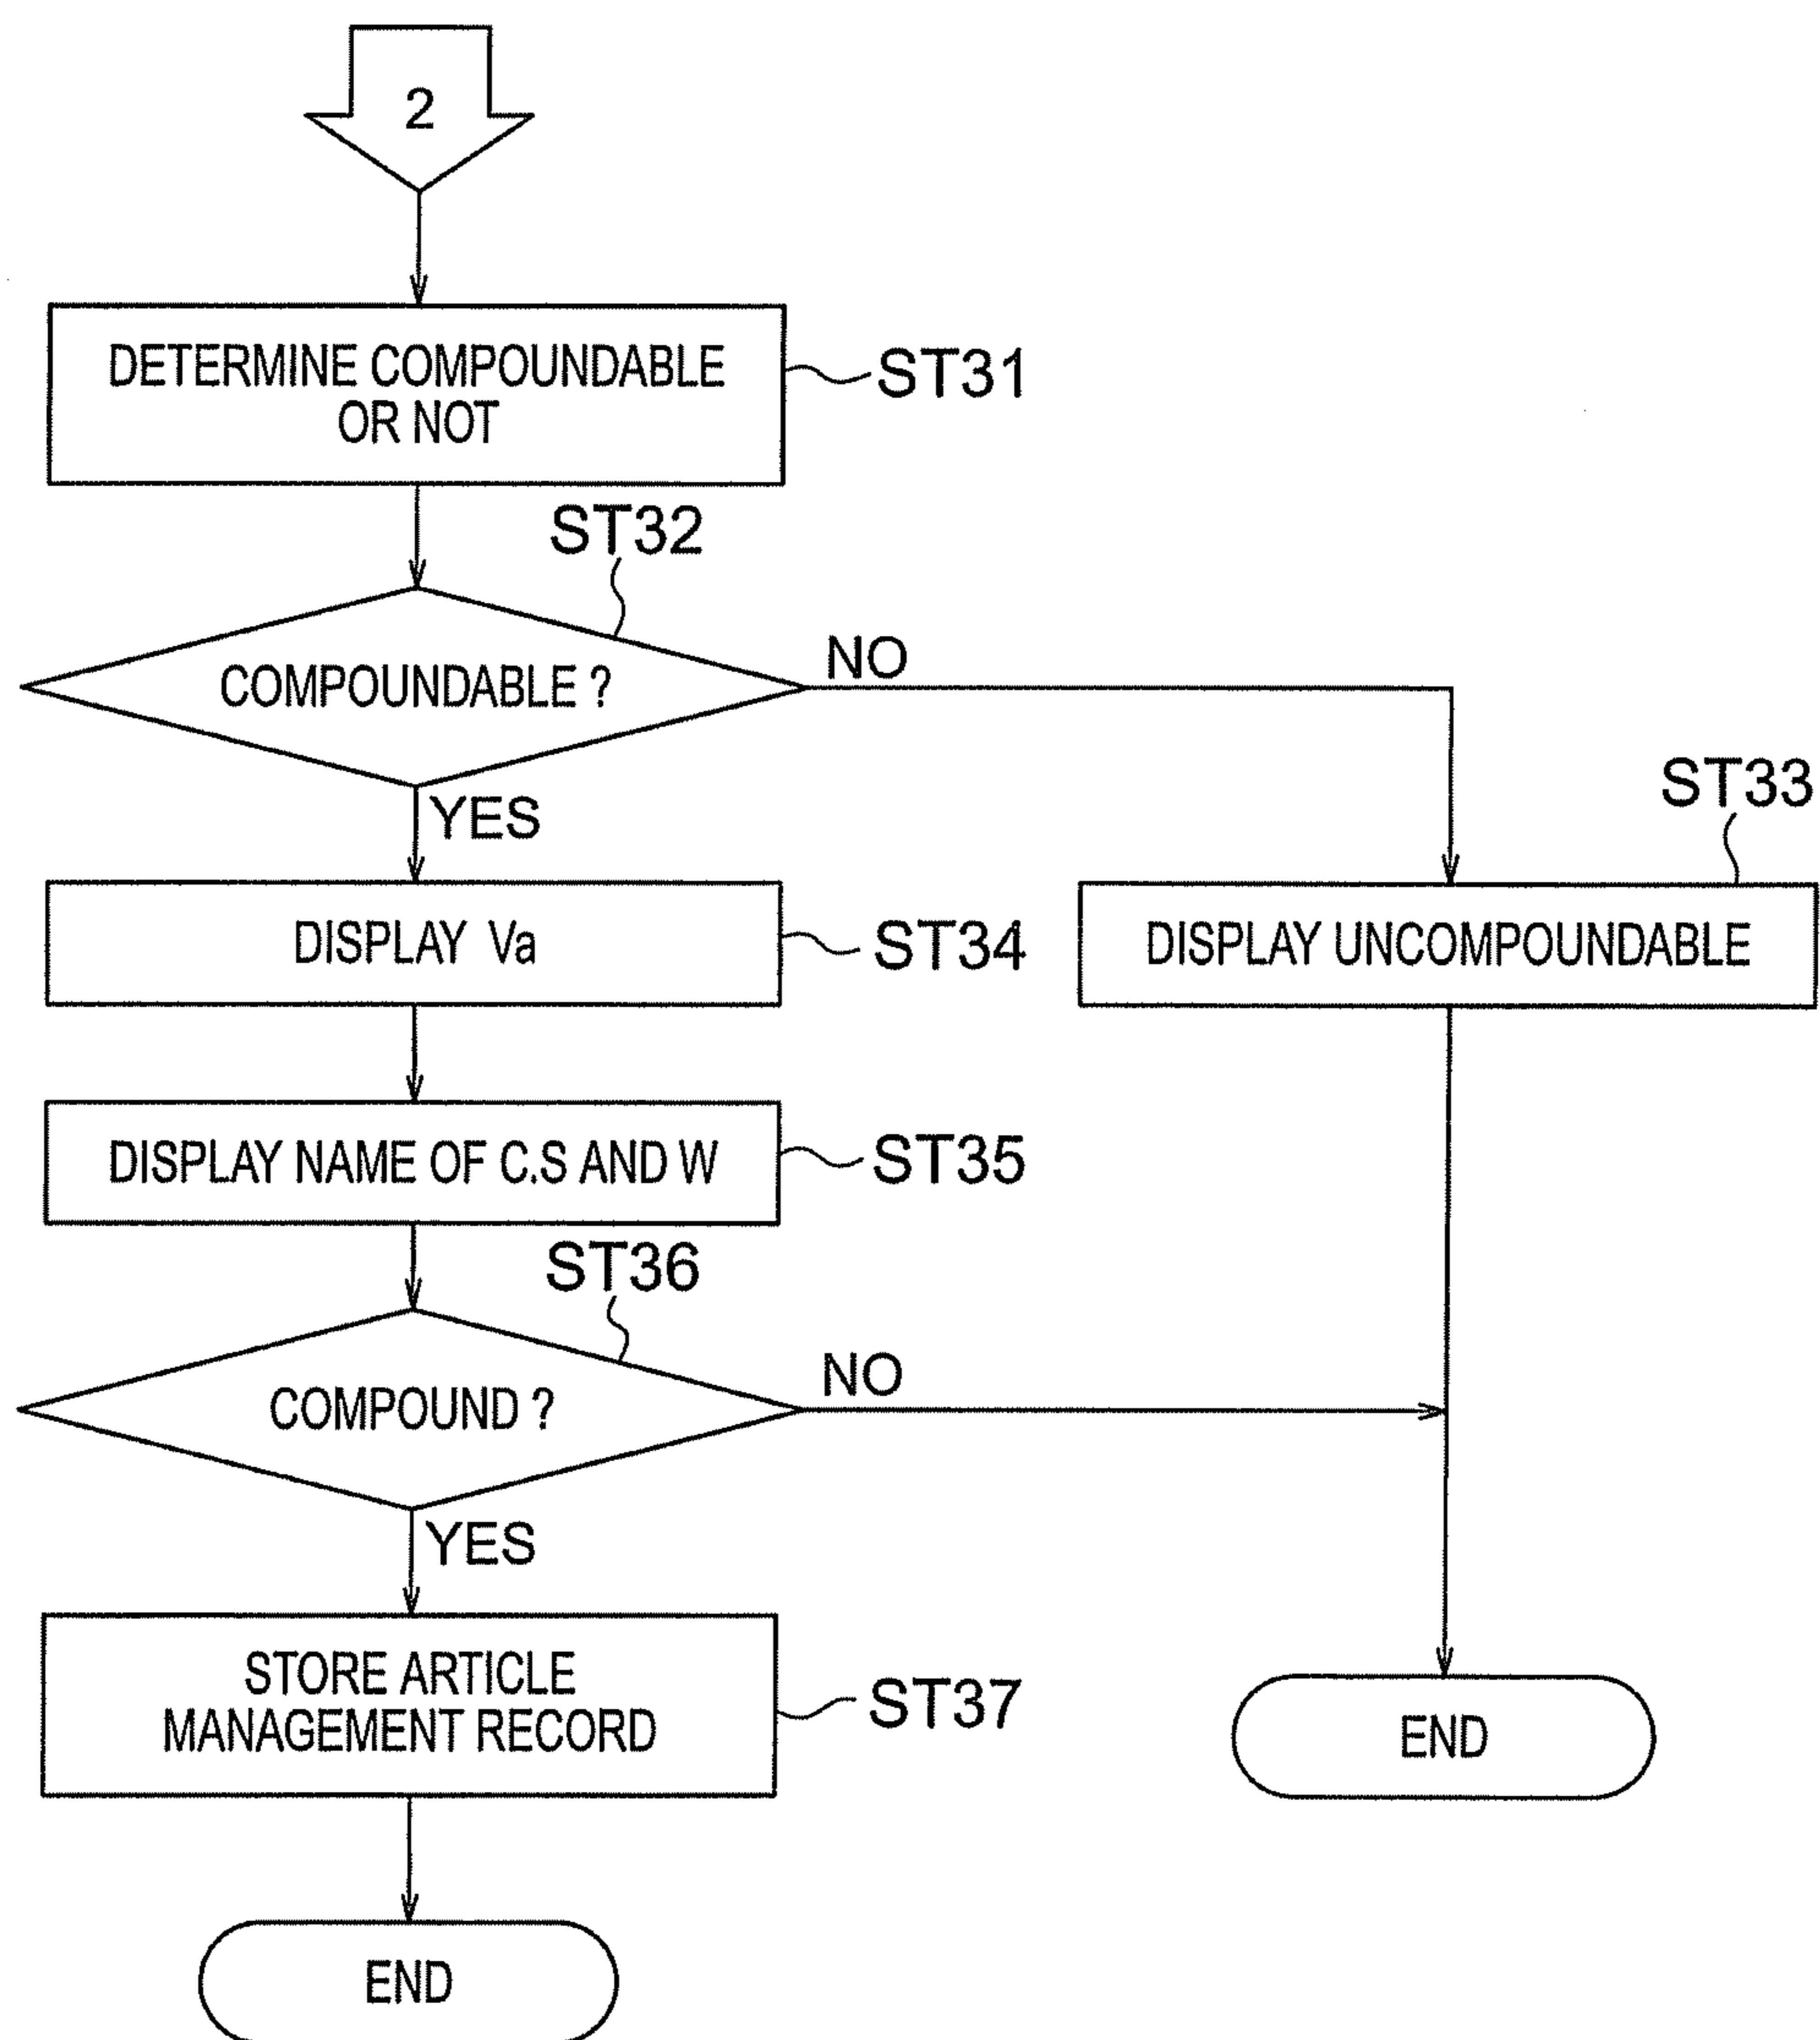 2
DETERMINE COMPOUNDABLE
OR NOT
ST31
ST32
COMPOUNDABLE ?
NO
YES
ST33
DISPLAY Va
ST34
DISPLAY UNCOMPOUNDABLE
DISPLAY NAME OF C.S AND W
ST35
ST36
COMPOUND ?
NO
YES
STORE ARTICLE
MANAGEMENT RECORD
ST37
END
END